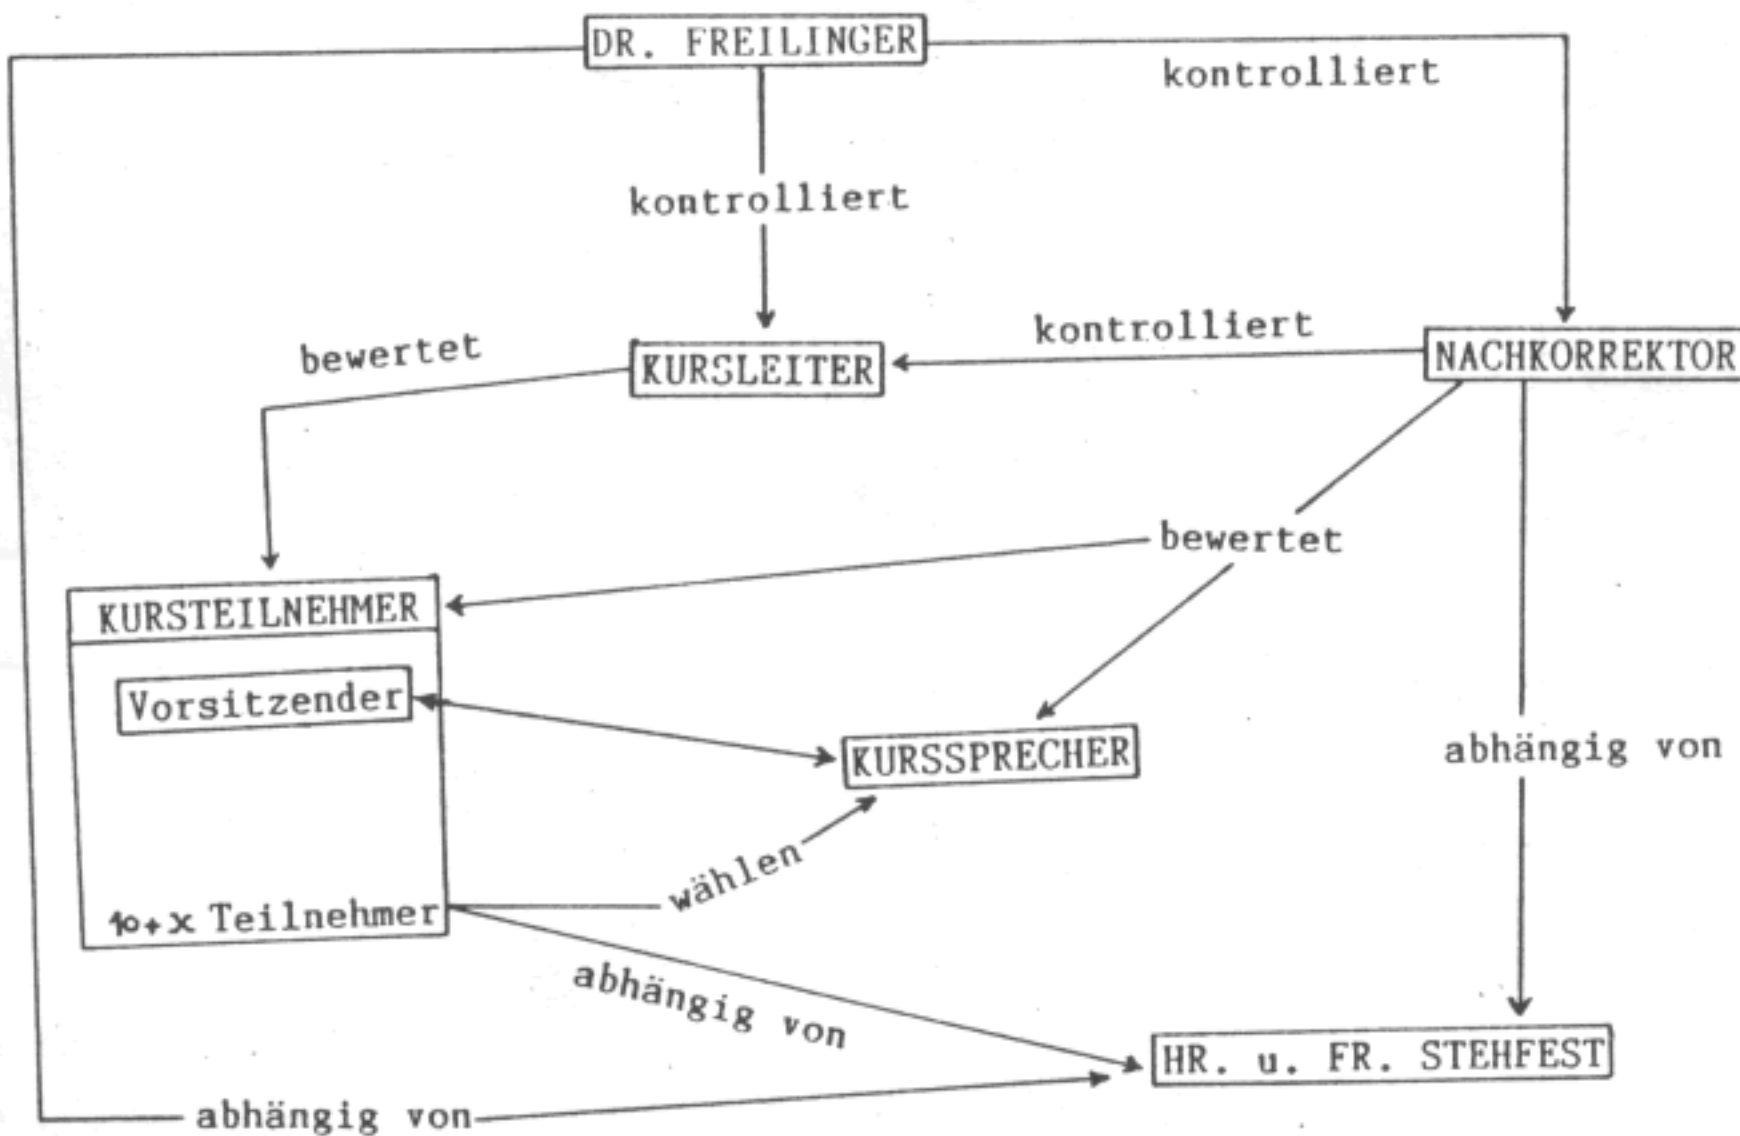 DR. FREILINGER
kontrolliert
kontrolliert
kontrolliert
bewertet
KURSLEITER
NACHKORREKTOR
bewertet
KURSTEILNEHMER
Vorsitzender
KURSSPRECHER
abhängig von
wählen
10+x Teilnehmer
abhängig von
HR. u. FR. STEHFEST
abhängig von